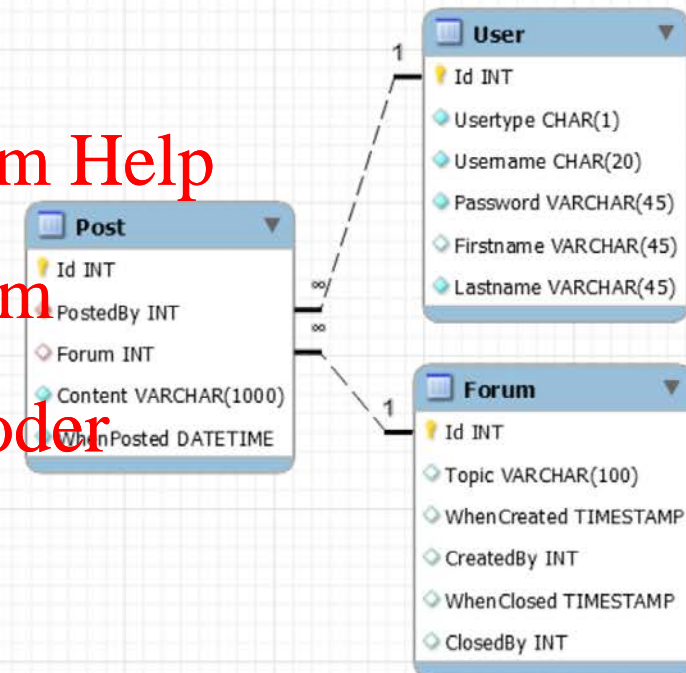 m Help
m
oder
Post
Id INT
PostedBy INT
Forum INT
Content VARCHAR(1000)
WhenPosted DATETIME
∞
∞
1
1
User
Id INT
Usertype CHAR(1)
Username CHAR(20)
Password VARCHAR(45)
Firstname VARCHAR(45)
Lastname VARCHAR(45)
Forum
Id INT
Topic VARCHAR(100)
WhenCreated TIMESTAMP
CreatedBy INT
WhenClosed TIMESTAMP
ClosedBy INT